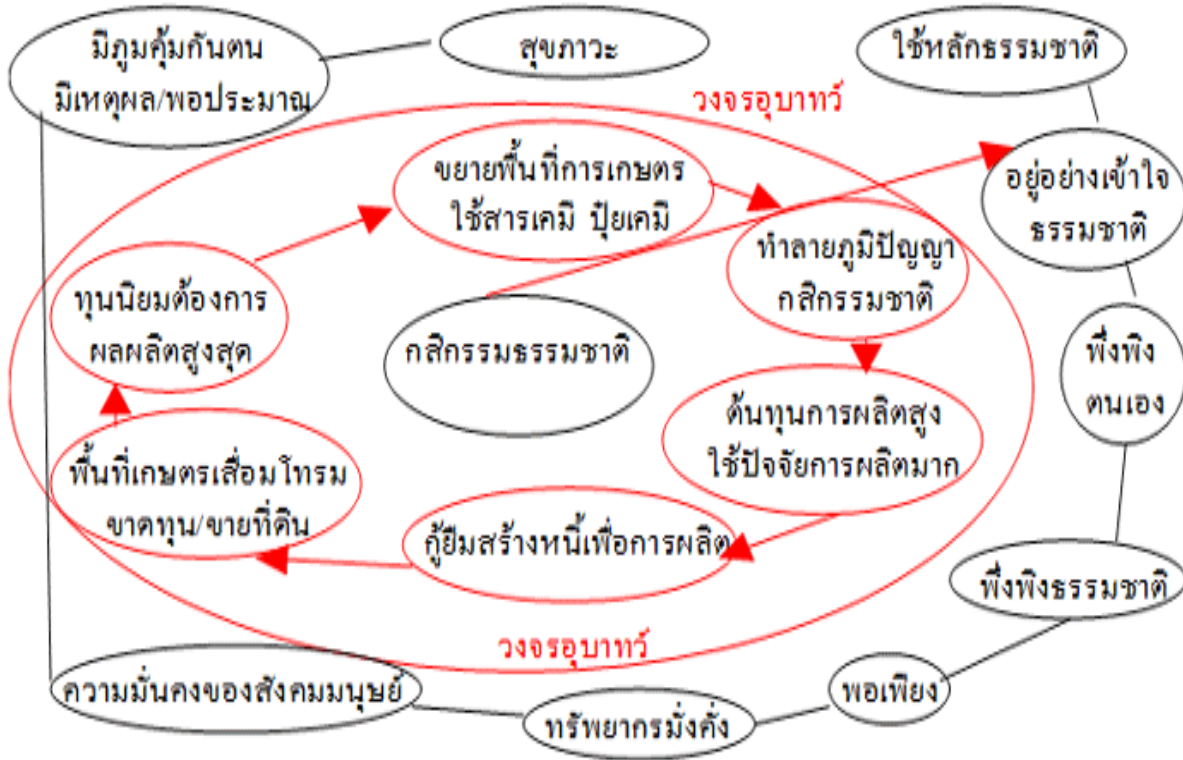 มีภูมคุ้มกันตน
มีเหตุผล/พอประมาณ
สุขภาวะ
ใช้หลักธรรมชาติ
วงจรอุบาทว์
ขยายพื้นที่การเกษตร
ใช้สารเคมี ปุ๋ยเคมี
อยู่อย่างเข้าใจ
ธรรมชาติ
ทำลายภูมิปัญญา
กสิกรรมชาติ
ทุนนิยมต้องการ
ผลผลิตสูงสุด
กสิกรรมธรรมชาติ
พึ่งพิง
ตนเอง
ต้นทุนการผลิตสูง
ใช้ปัจจัยการผลิตมาก
พื้นที่เกษตรเสื่อมโทรม
ขาดทุน/ขายที่ดิน
กู้ยืมสร้างหนี้เพื่อการผลิต
พึ่งพิงธรรมชาติ
วงจรอุบาทว์
ความมั่นคงของสังคมมนุษย์
พอเพียง
ทรัพยากรมั่งคั่ง